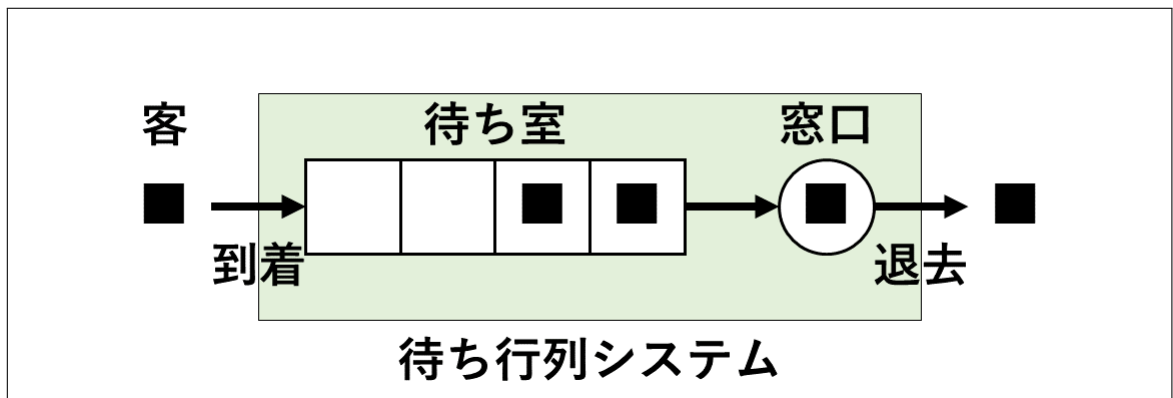 客
待ち室
窓口
到着
退去
待ち行列システム